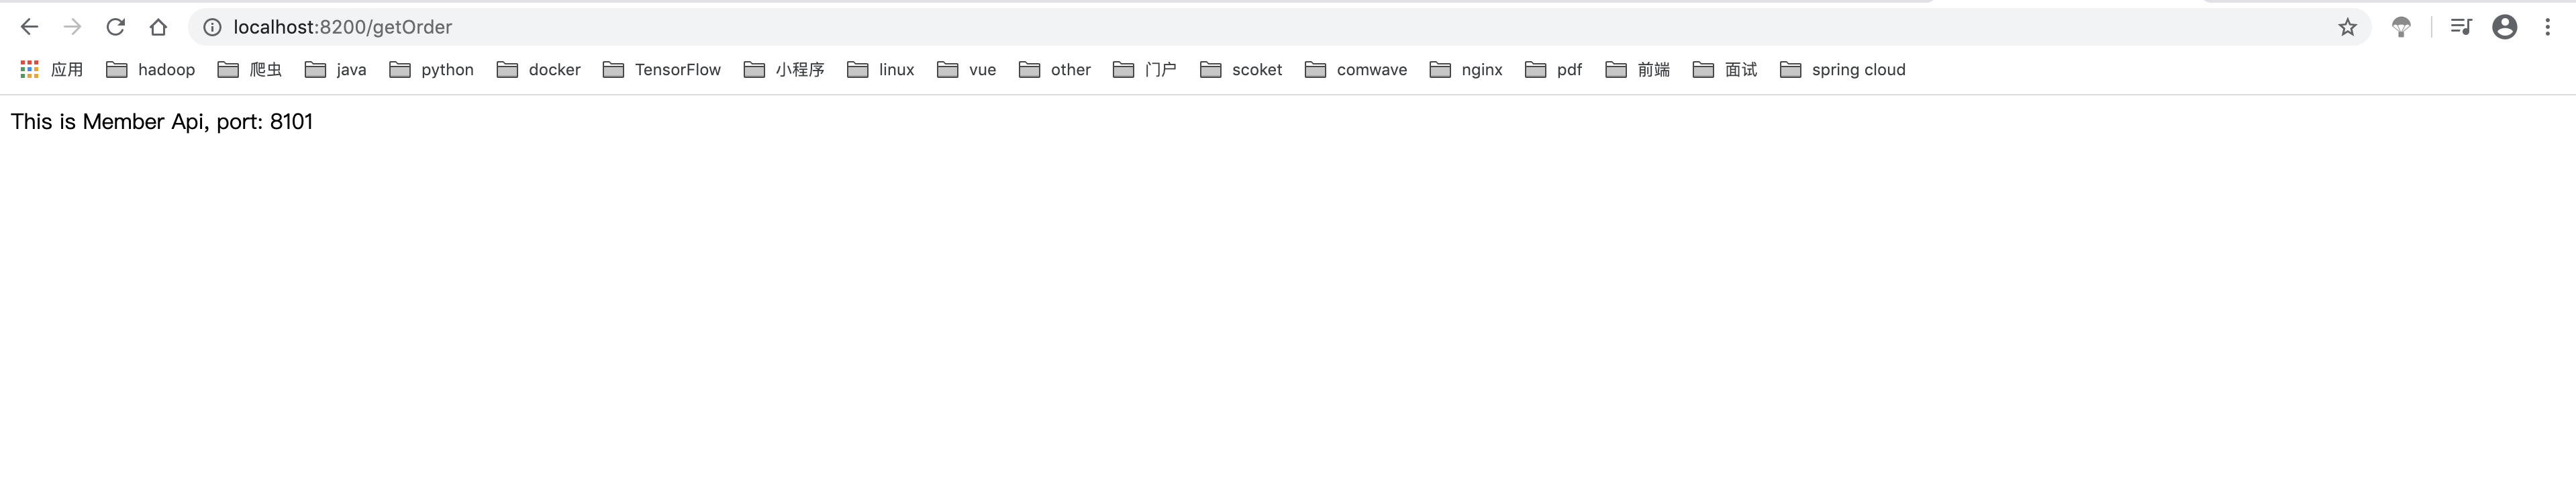 localhost:8200/getOrder
应用 hadoop 爬虫 java python docker TensorFlow 小程序 linux vue other 门户 scoket comwave nginx pdf 前端 面试 spring cloud
This is Member Api, port: 8101